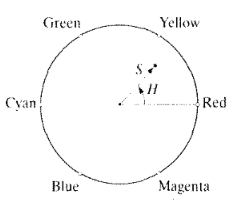 Green Yellow
S
H
Cyan Red
Blue Magenta